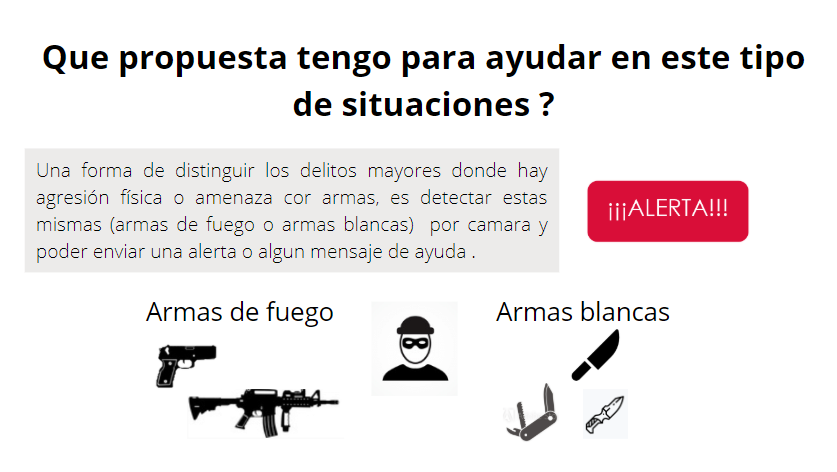 Que propuesta tengo para ayudar en este tipo
de situaciones ?
Una forma de distinguir los delitos mayores donde hay
agresión física o amenaza cor armas, es detectar estas
mismas (armas de fuego o armas blancas) por camara y
poder enviar una alerta o algun mensaje de ayuda .
¡¡¡ALERTA!!!
Armas de fuego
Armas blancas